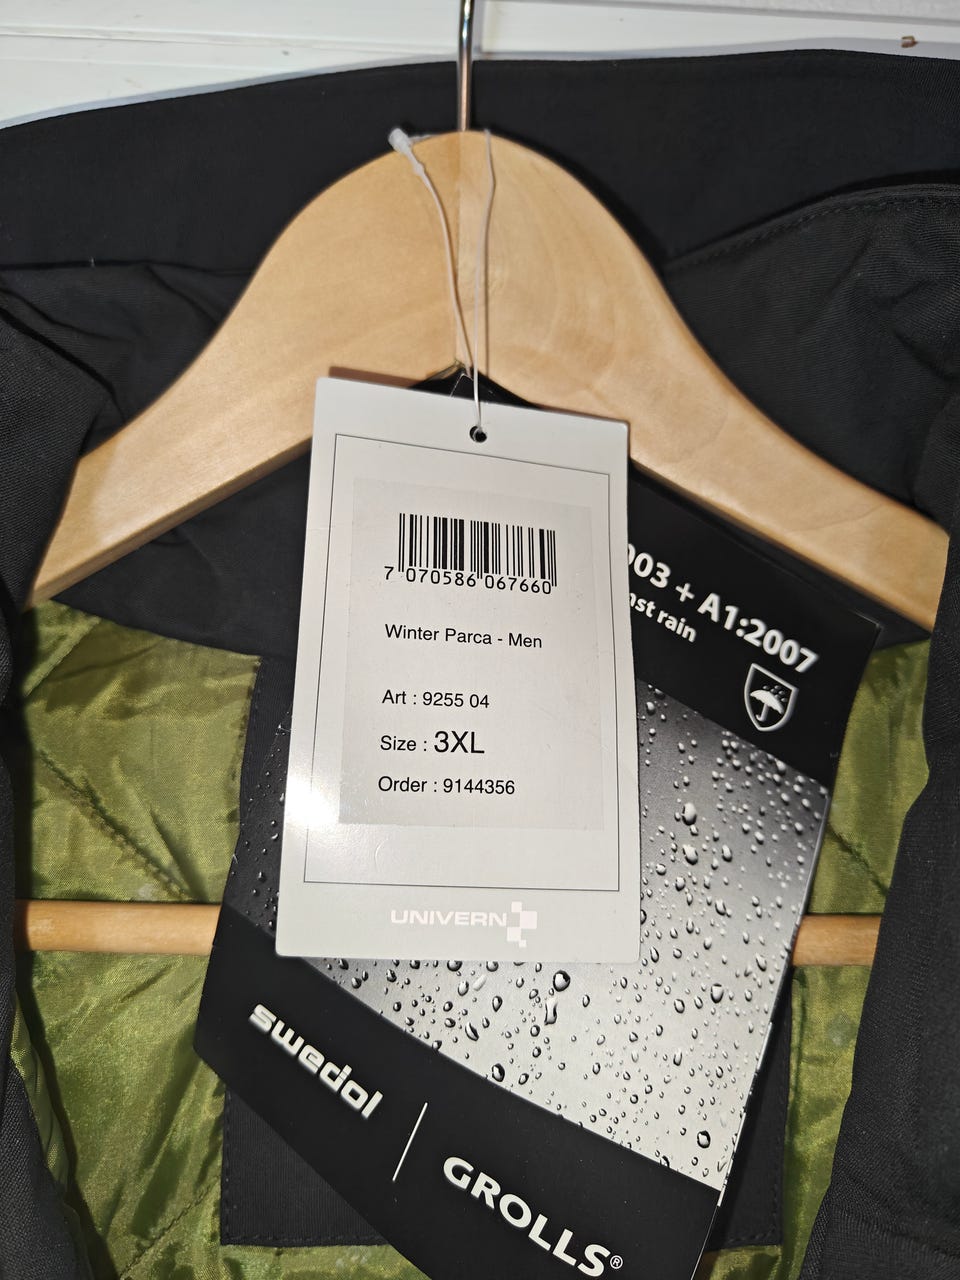 7 070586 067660
Winter Parca - Men
Art : 9255 04
Size : 3XL
Order : 9144356
UNIVERN
003 + A1:2007
rain
swedol
GROLLS®